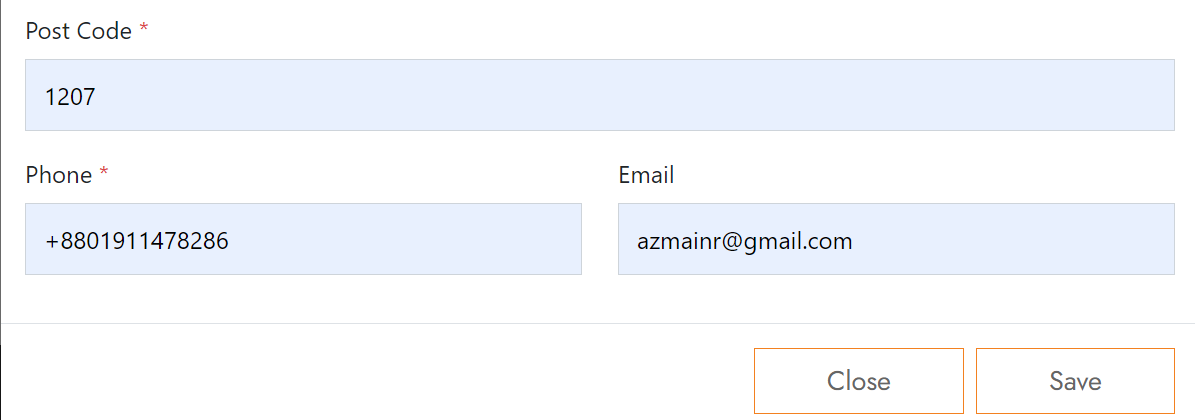 Post Code *
1207
Phone *
Email
+8801911478286
azmainr@gmail.com
Close
Save